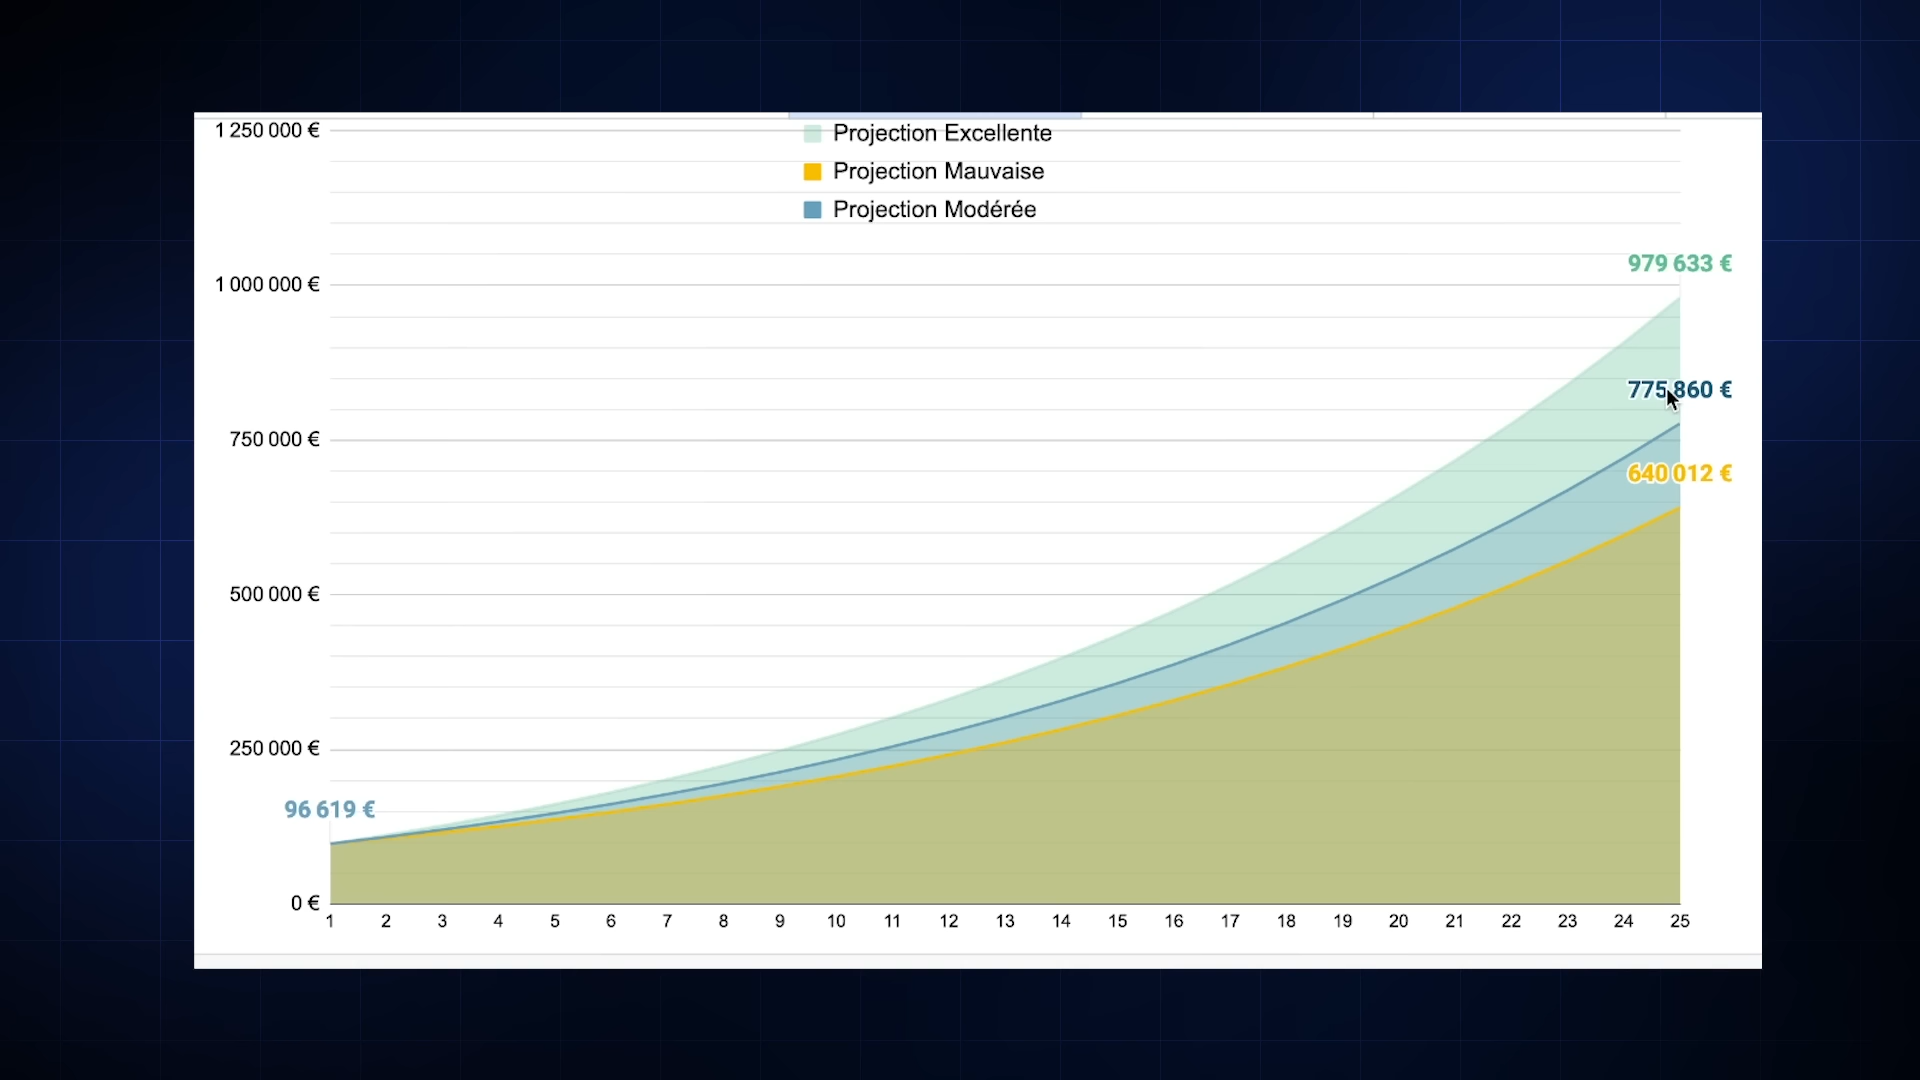 Projection Excellente
Projection Mauvaise
Projection Modérée
1 250 000 €
1 000 000 €
750 000 €
500 000 €
250 000 €
0 €
979 633 €
775 860 €
640 012 €
96 619 €
1 2 3 4 5 6 7 8 9 10 11 12 13 14 15 16 17 18 19 20 21 22 23 24 25